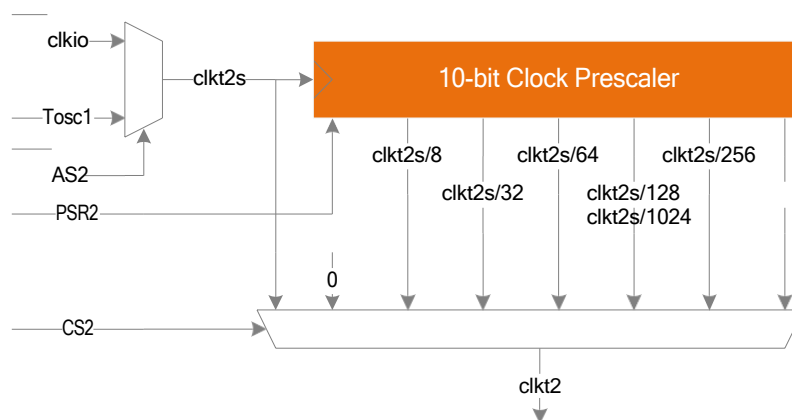 clkio
10-bit Clock Prescaler
clkt2s
Tosc1
clkt2s/8
clkt2s/64
clkt2s/256
AS2
clkt2s/32
clkt2s/128
PSR2
clkt2s/1024
0
CS2
clkt2